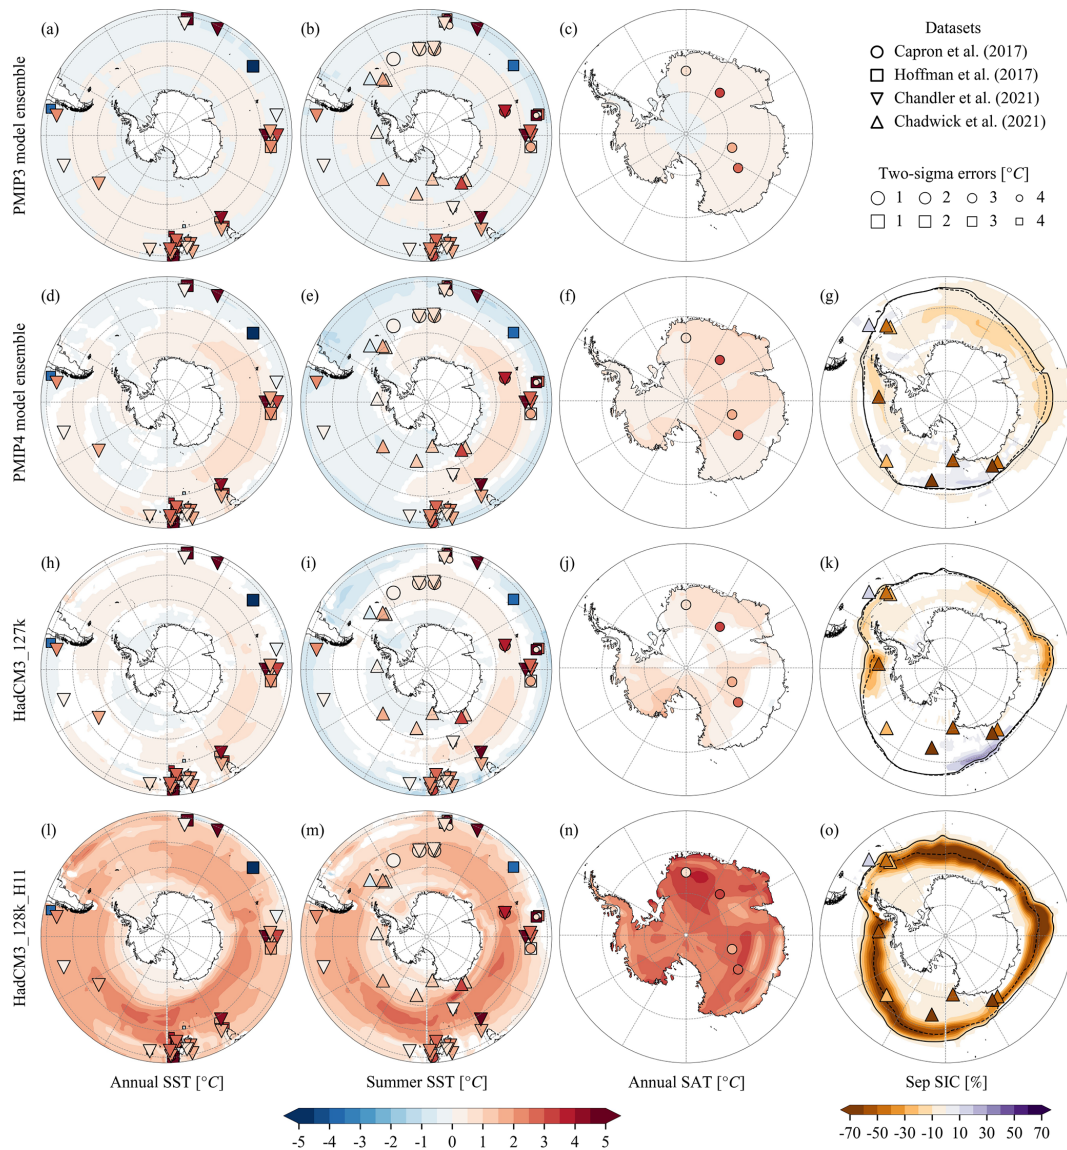 (a)
(b)
(c)
Datasets
Capron et al. (2017)
Hoffman et al. (2017)
Chandler et al. (2021)
Chadwick et al. (2021)
Two-sigma errors [°C]
1 2 3 4
1 2 3 4
PMIP3 model ensemble
(d)
(e)
(f)
(g)
PMIP4 model ensemble
(h)
(i)
(j)
(k)
HadCM3_127k
(l)
(m)
(n)
(o)
HadCM3_128k_H11
Annual SST [°C]
Summer SST [°C]
Annual SAT [°C]
Sep SIC [%]
-5 -4 -3 -2 -1 0 1 2 3 4 5
-70 -50 -30 -10 10 30 50 70